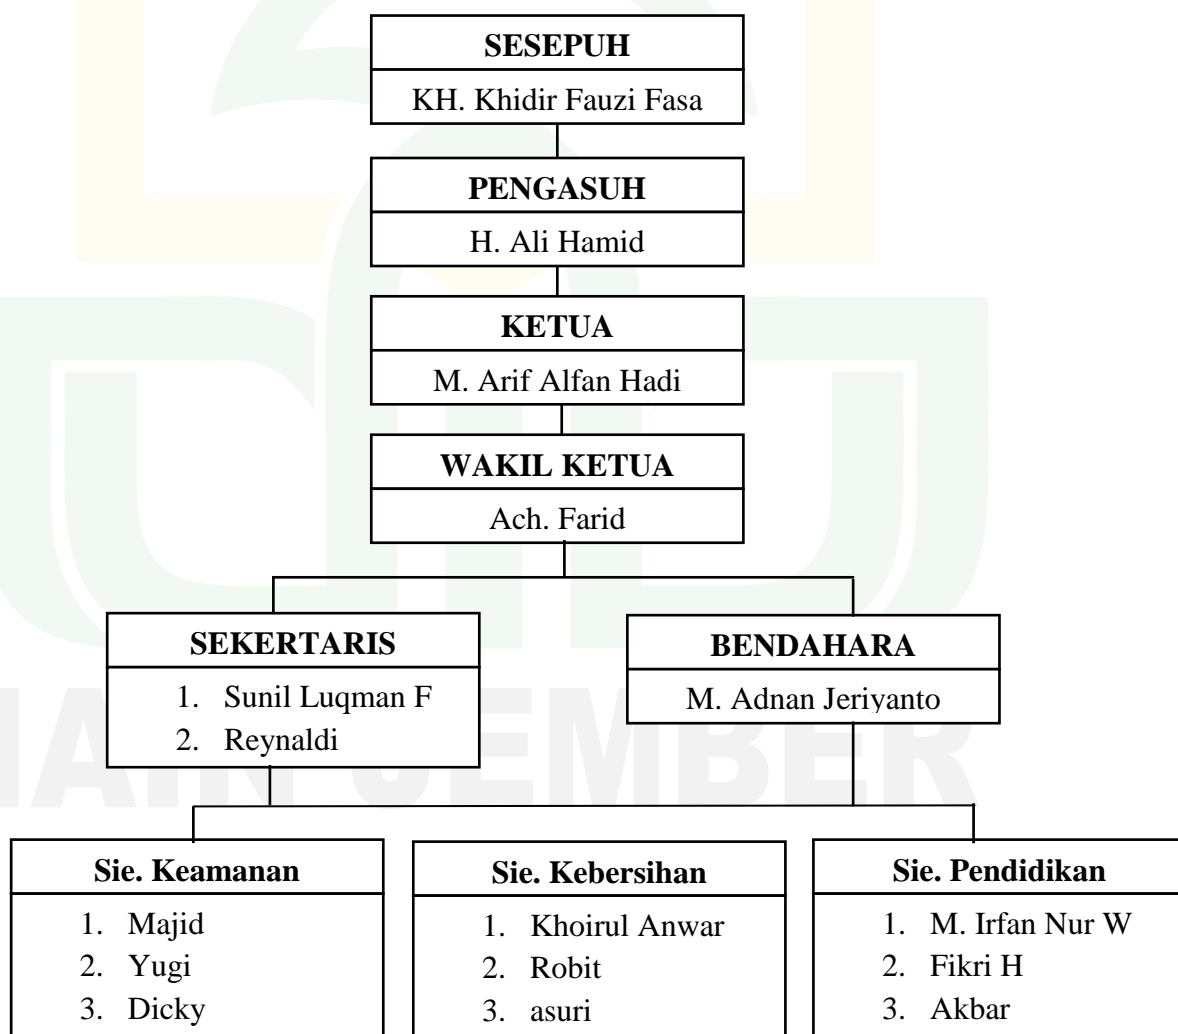 SESEPUH
KH. Khidir Fauzi Fasa
PENGASUH
H. Ali Hamid
KETUA
M. Arif Alfan Hadi
WAKIL KETUA
Ach. Farid
SEKERTARIS
1. Sunil Luqman F
2. Reynaldi
BENDAHARA
M. Adnan Jeriyanto
IAIN JEMBER
Sie. Keamanan
1. Majid
2. Yugi
3. Dicky
Sie. Kebersihan
1. Khoirul Anwar
2. Robit
3. asuri
Sie. Pendidikan
1. M. Irfan Nur W
2. Fikri H
3. Akbar